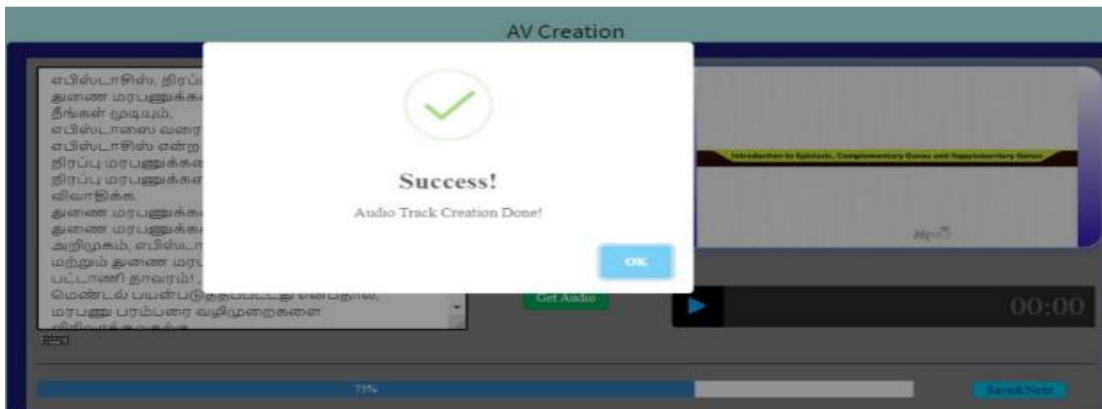 AV Creation
எபிஸ்டாசிஸ், நிரப்பு
துணை மரபணுக்க
நீங்கள் முடியும்,
எபிஸ்டாஸை வரை
எபிஸ்டாசிஸ் என்ற
நிரப்பு மரபணுக்களை
நிரப்பு மரபணுக்கள
விவாதிக்க
துணை மரபணுக்க
துணை மரபணுக்க
அறிமுகம், எபிஸ்டா
மற்றும் துணை மரப
பட்டாணி தாவரம்!,
மெண்டல் பயன்படுத்தப்பட்டது என்பதால்,
மரபணு பரம்பரை வழிமுறைகளை
Success!
Audio Track Creation Done!
OK
Introduction to Epistasis, Complementary Genes and Supplementary Genes
Get Audio
00:00
75%
Save&Next